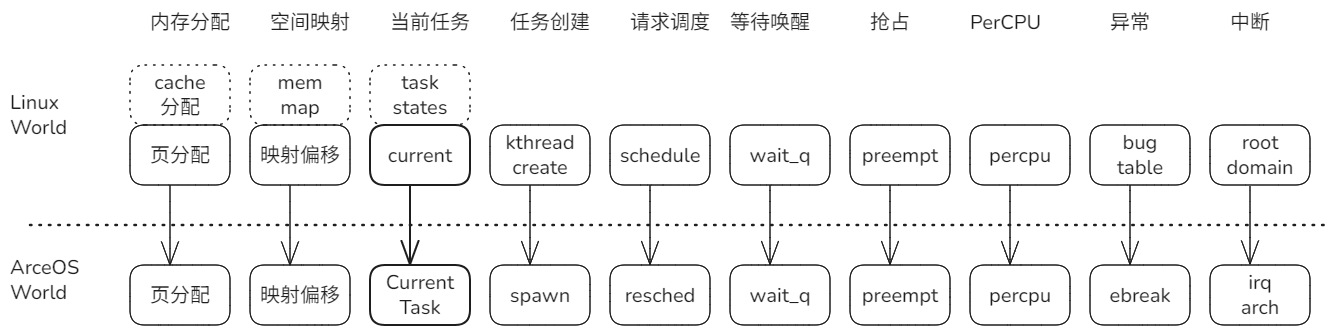 内存分配 空间映射 当前任务 任务创建 请求调度 等待唤醒 抢占 PerCPU 异常 中断
Linux
World
cache
分配
mem
map
task
states
页分配
映射偏移
current
kthread
create
schedule
wait_q
preempt
percpu
bug
table
root
domain
ArceOS
World
页分配
映射偏移
Current
Task
spawn
resched
wait_q
preempt
percpu
ebreak
irq
arch